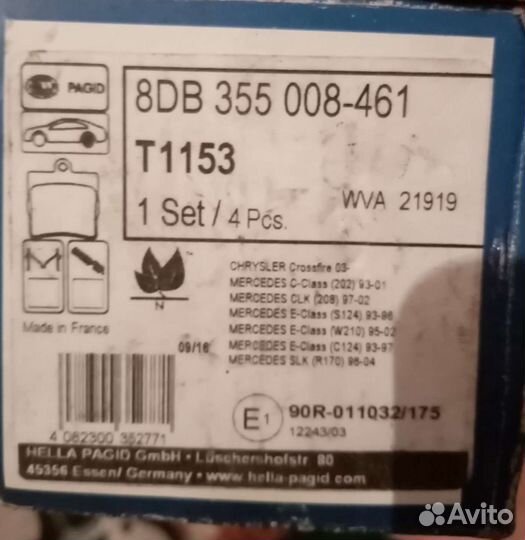 PAGID
8DB 355 008-461
T1153
1 Set / 4 Pcs.
WVA 21919
N
CHRYSLER Crossfire 03-
MERCEDES C-Class (202) 93-01
MERCEDES CLK (208) 97-02
MERCEDES E-Class (S124) 93-96
MERCEDES E-Class (W210) 95-02
MERCEDES E-Class (C124) 93-97
MERCEDES SLK (R170) 96-04
Made in France
09/16
E1
90R-011032/175
12243/03
4 082300 352771
HELLA PAGID GmbH • Lüschershofstr. 80
45356 Essen/ Germany • www.hella-pagid.com
Avito